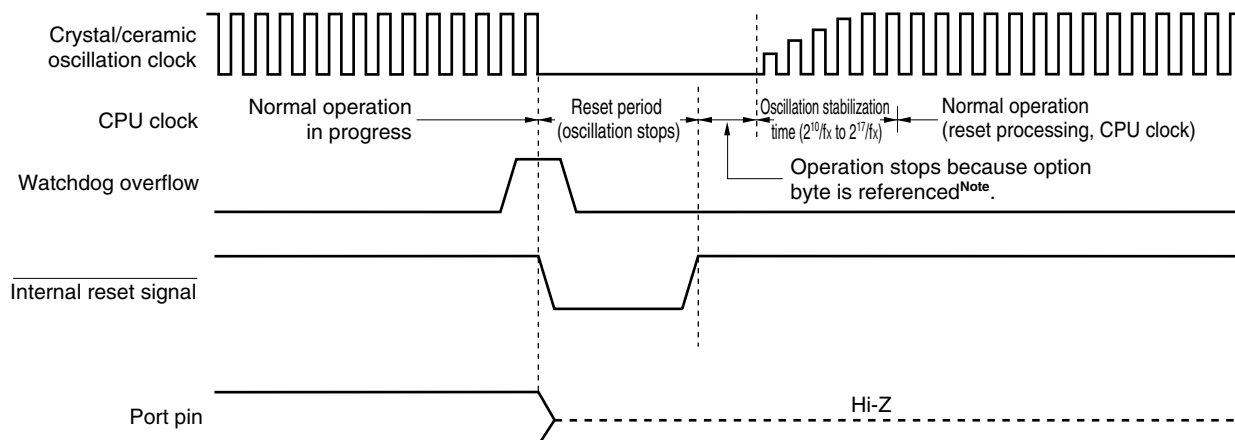 Crystal/ceramic
oscillation clock
CPU clock
Normal operation
in progress
Reset period
(oscillation stops)
Oscillation stabilization
time (2¹⁰/fx to 2¹⁷/fx)
Normal operation
(reset processing, CPU clock)
Operation stops because option
byte is referencedNote.
Watchdog overflow
Internal reset signal
Port pin
Hi-Z